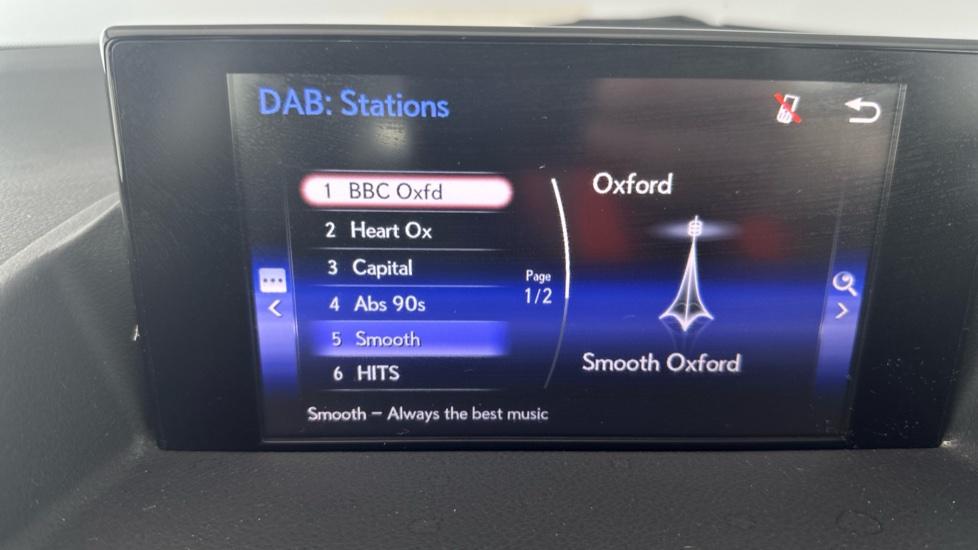 DAB: Stations
1 BBC Oxfd
2 Heart Ox
3 Capital
4 Abs 90s
5 Smooth
6 HITS
Page
1/2
Oxford
Smooth Oxford
Smooth – Always the best music